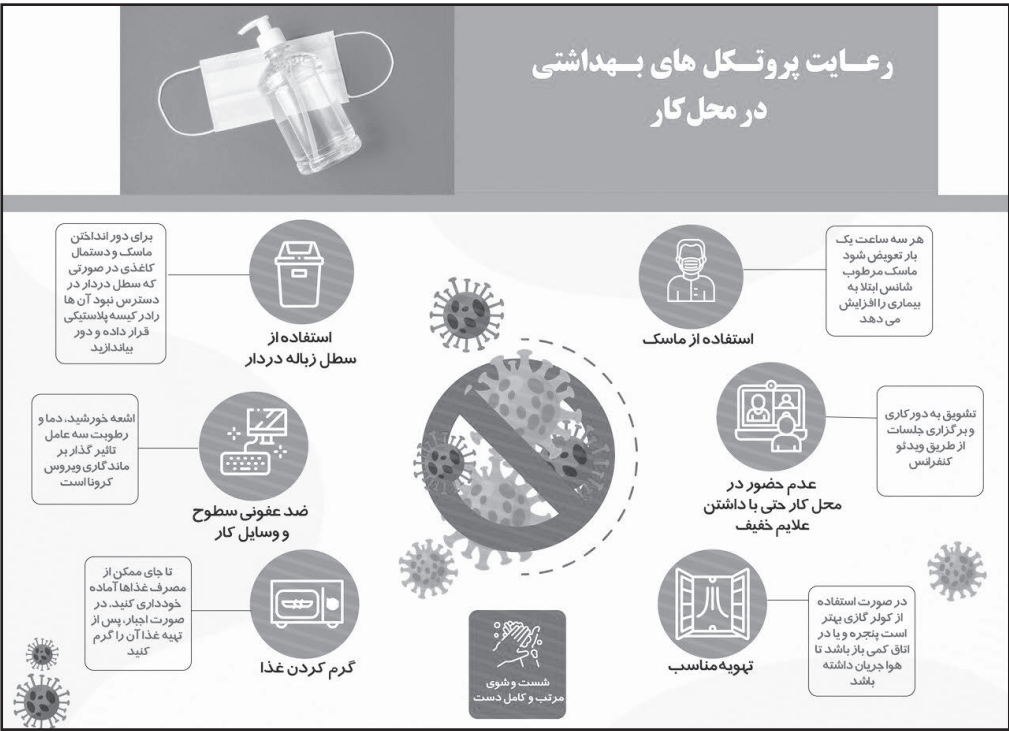 رعایت پروتکل های بهداشتی
در محل کار
هر سه ساعت یک
بار تعویض شود
ماسک مرطوب
شانس ابتلا به
بیماری را افزایش
می دهد
استفاده از ماسک
برای دور انداختن
ماسک و دستمال
کاغذی در صورتی
که سطل دردار در
دسترس نبود آن ها
رادر کیسه پلاستیکی
قرار داده و دور
بیاندازید
استفاده از
سطل زباله دردار
تشویق به دورکاری
و برگزاری جلسات
از طریق ویدئو
کنفرانس
عدم حضور در
محل کار حتی با داشتن
علایم خفیف
اشعه خورشید، دما و
رطوبت سه عامل
تاثیر گذار بر
ماندگاری ویروس
کرونا است
ضد عفونی سطوح
و وسایل کار
در صورت استفاده
از کولر گازی بهتر
است پنجره و یا در
اتاق کمی باز باشد تا
هوا جریان داشته
باشد
تهویه مناسب
تا جای ممکن از
مصرف غذاها آماده
خودداری کنید. در
صورت اجبار، پس از
تهیه غذا آن را گرم
کنید
گرم کردن غذا
شست و شوی
مرتب و کامل دست